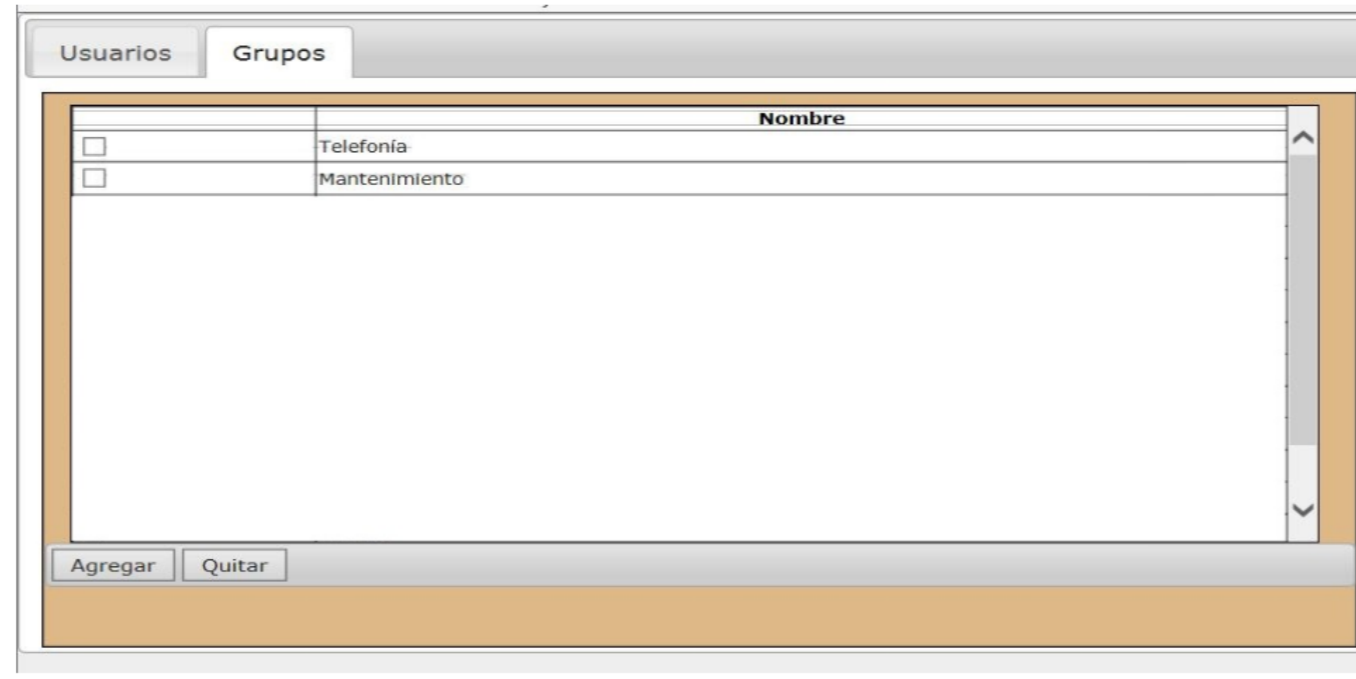 Usuarios Grupos
Nombre
Telefonía
Mantenimiento
Agregar Quitar